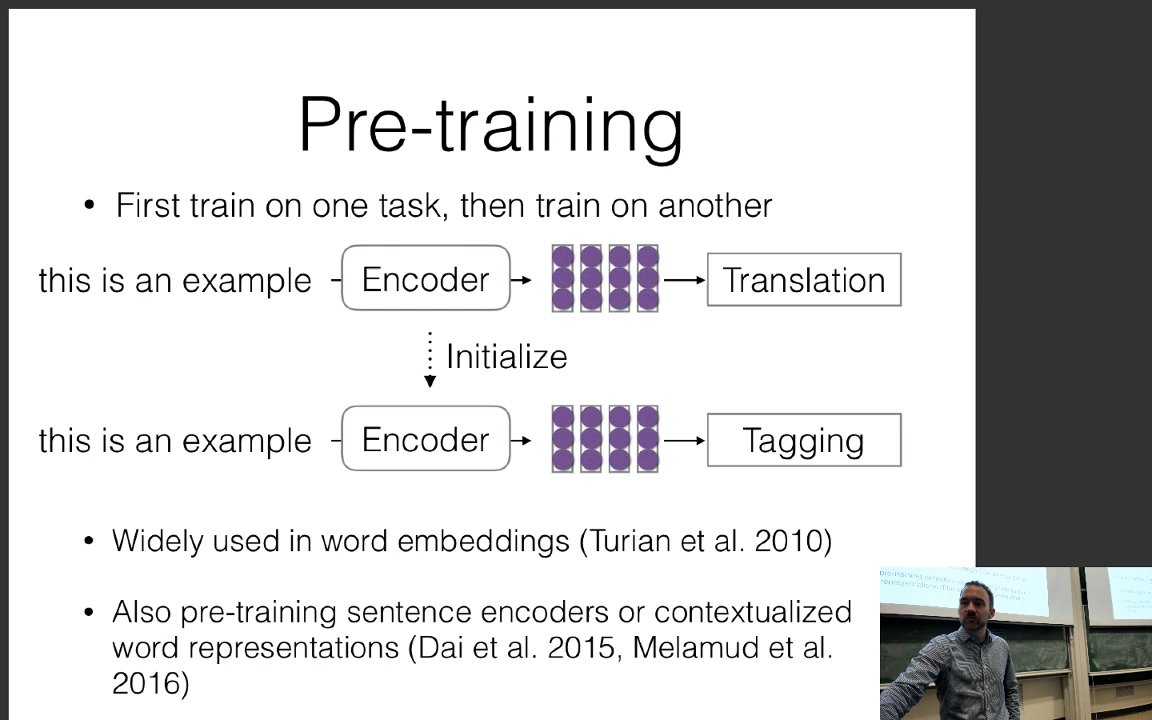 Pre-training
• First train on one task, then train on another
this is an example Encoder Translation
Initialize
this is an example Encoder Tagging
• Widely used in word embeddings (Turian et al. 2010)
• Also pre-training sentence encoders or contextualized
word representations (Dai et al. 2015, Melamud et al.
2016)